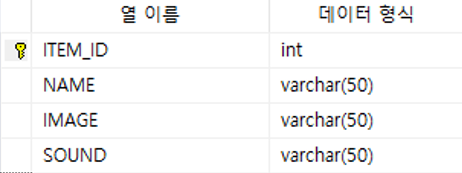 열 이름 데이터 형식
ITEM_ID int
NAME varchar(50)
IMAGE varchar(50)
SOUND varchar(50)